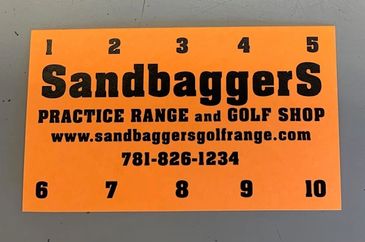 1 2 3 4 5
SandbaggerS
PRACTICE RANGE and GOLF SHOP
www.sandbaggersgolfrange.com
781-826-1234
6 7 8 9 10